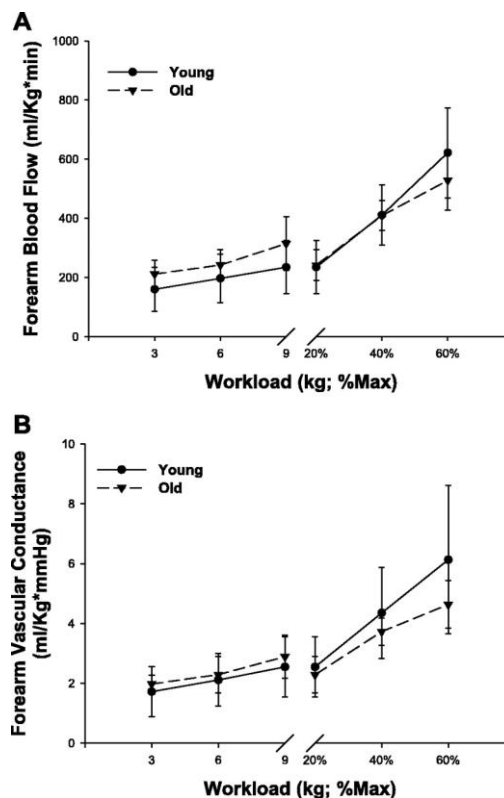 A
Forearm Blood Flow (ml/Kg*min)
1000
800
600
400
200
0
Young
Old
3 6 9 20% 40% 60%
Workload (kg; %Max)
B
Forearm Vascular Conductance
(ml/Kg*mmHg)
10
8
6
4
2
0
Young
Old
3 6 9 20% 40% 60%
Workload (kg; %Max)